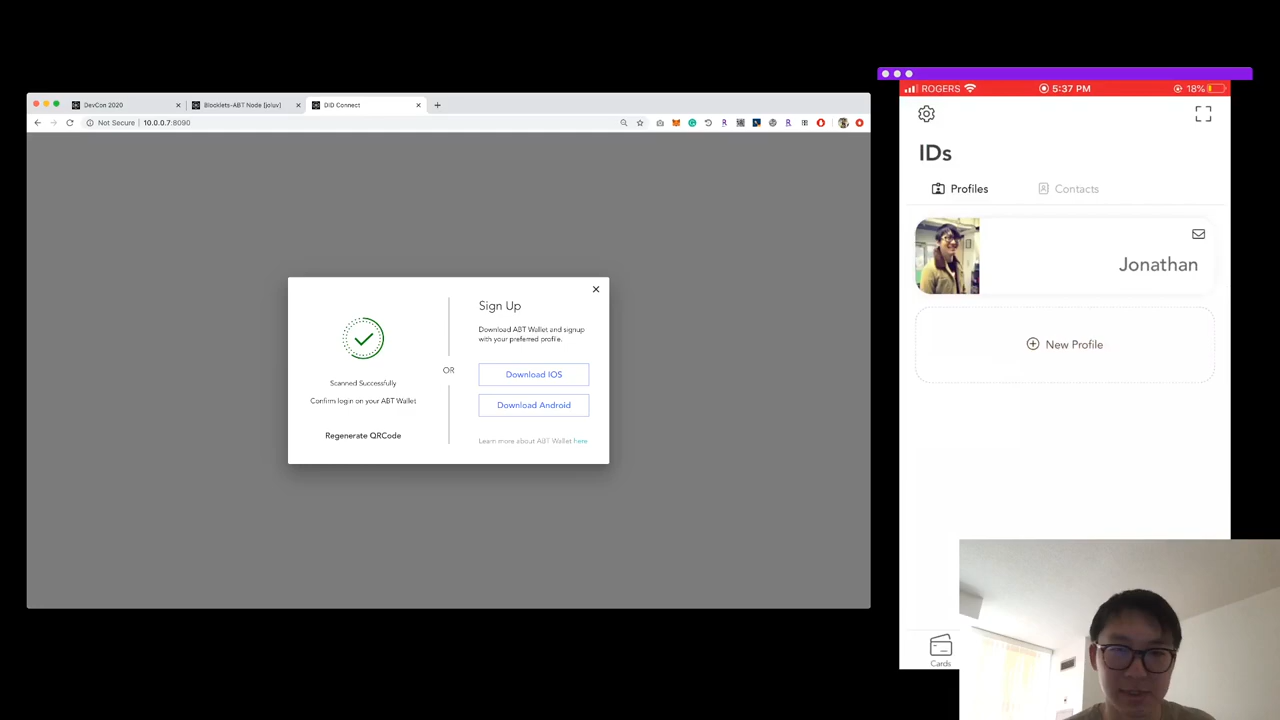 DevCon 2020
Blocklets-ABT Node [joluv]
DID Connect
Not Secure
10.0.0.7:8090
Scanned Successfully
Confirm login on your ABT Wallet
Regenerate QRCode
OR
Sign Up
Download ABT Wallet and signup
with your preferred profile.
Download IOS
Download Android
Learn more about ABT Wallet here
ROGERS
5:37 PM
18%
IDs
Profiles
Contacts
Jonathan
New Profile
Cards